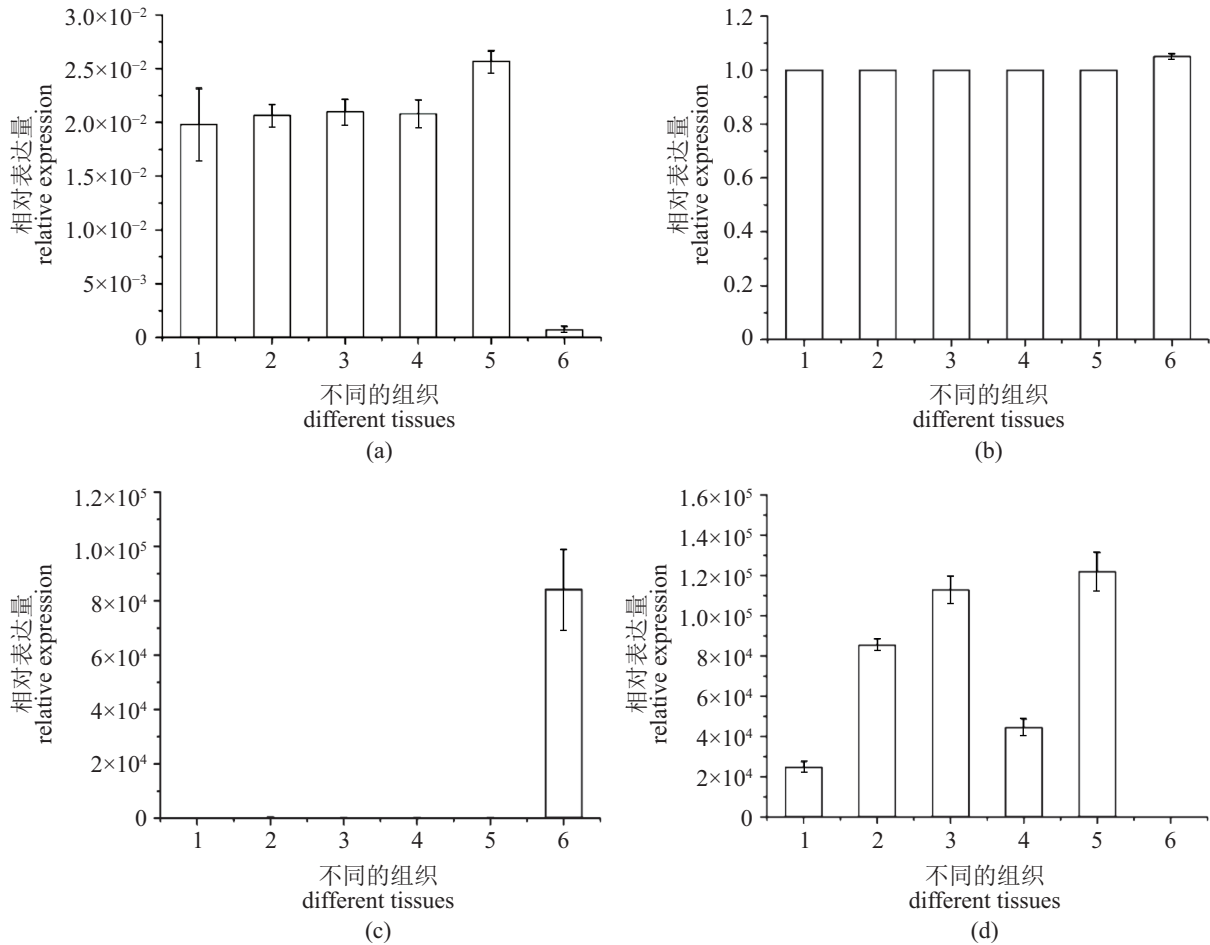 3.0×10⁻²
2.5×10⁻²
2.0×10⁻²
1.5×10⁻²
1.0×10⁻²
5×10⁻³
0
相对表达量
relative expression
1 2 3 4 5 6
不同的组织
different tissues
(a)
1.2
1.0
0.8
0.6
0.4
0.2
0
相对表达量
relative expression
1 2 3 4 5 6
不同的组织
different tissues
(b)
1.2×10⁵
1.0×10⁵
8×10⁴
6×10⁴
4×10⁴
2×10⁴
0
相对表达量
relative expression
1 2 3 4 5 6
不同的组织
different tissues
(c)
1.6×10⁵
1.4×10⁵
1.2×10⁵
1.0×10⁵
8×10⁴
6×10⁴
4×10⁴
2×10⁴
0
相对表达量
relative expression
1 2 3 4 5 6
不同的组织
different tissues
(d)